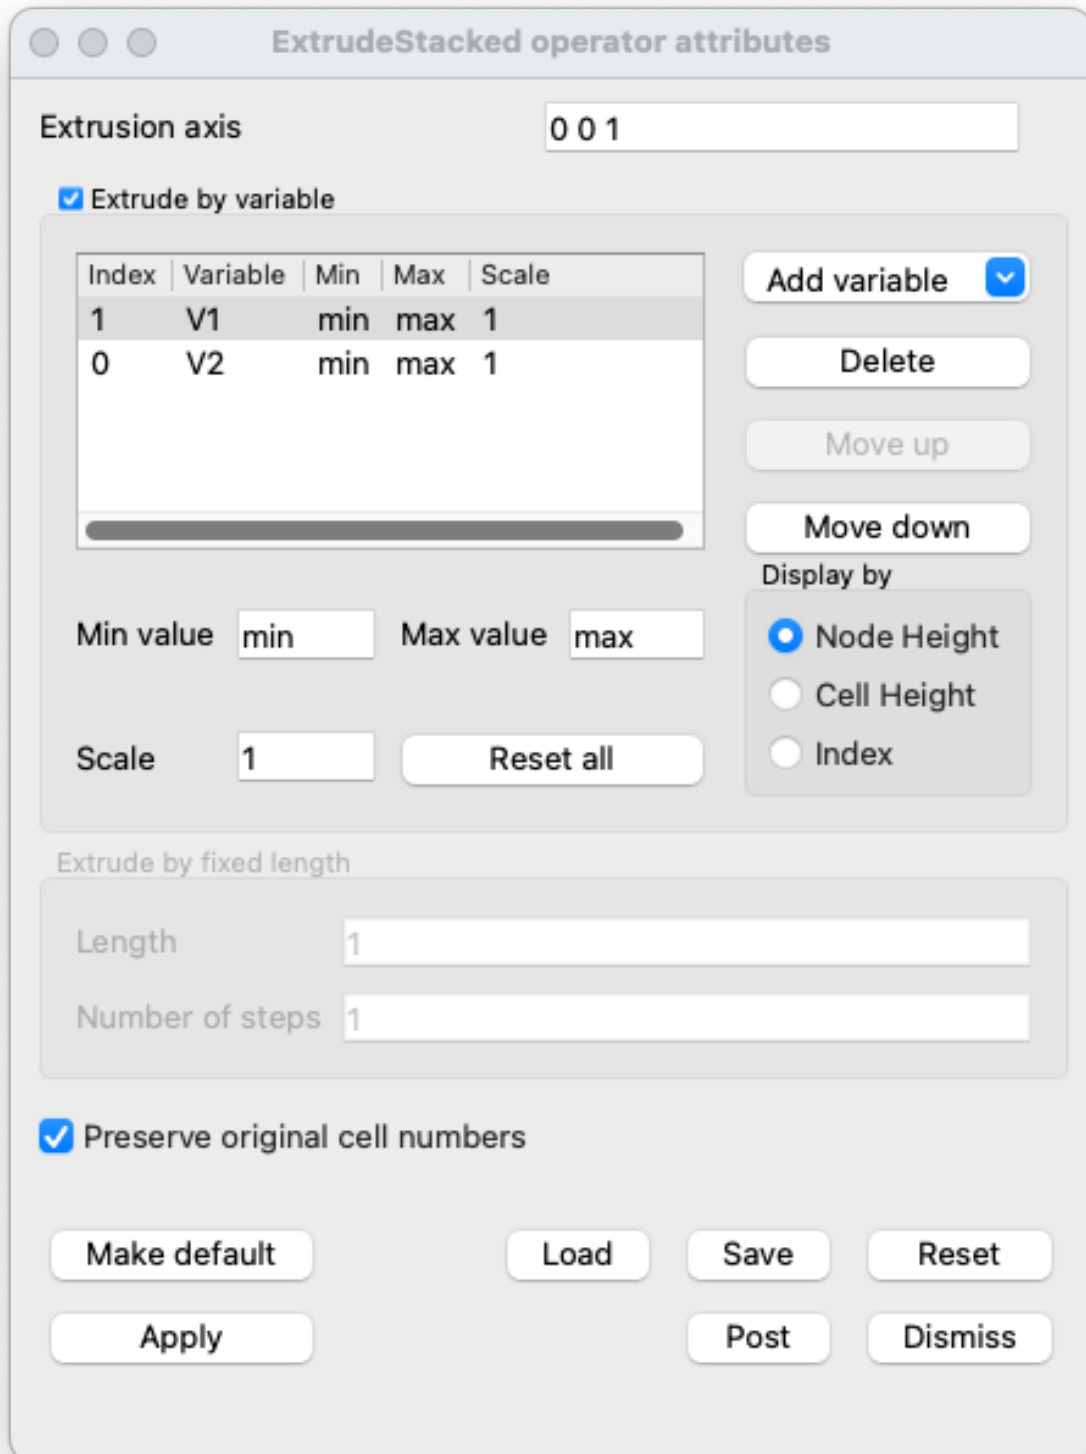 ExtrudeStacked operator attributes
Extrusion axis 0 0 1
Extrude by variable
Index Variable Min Max Scale
1 V1 min max 1
0 V2 min max 1
Add variable
Delete
Move up
Move down
Display by
Node Height
Cell Height
Index
Min value min Max value max
Scale 1 Reset all
Extrude by fixed length
Length 1
Number of steps 1
Preserve original cell numbers
Make default Load Save Reset
Apply Post Dismiss